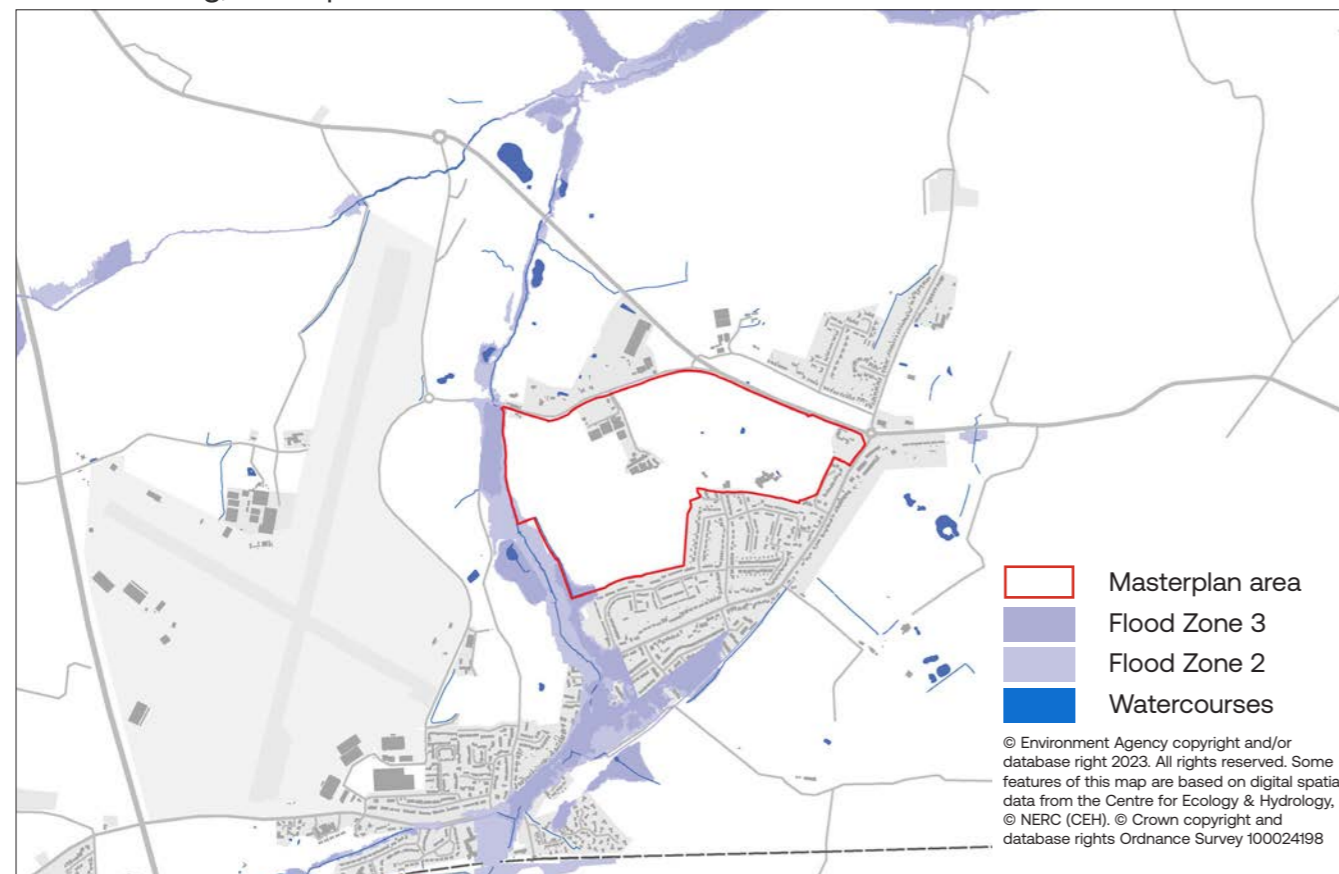 Masterplan area
Flood Zone 3
Flood Zone 2
Watercourses
© Environment Agency copyright and/or
database right 2023. All rights reserved. Some
features of this map are based on digital spatia
data from the Centre for Ecology & Hydrology,
© NERC (CEH). © Crown copyright and
database rights Ordnance Survey 100024198